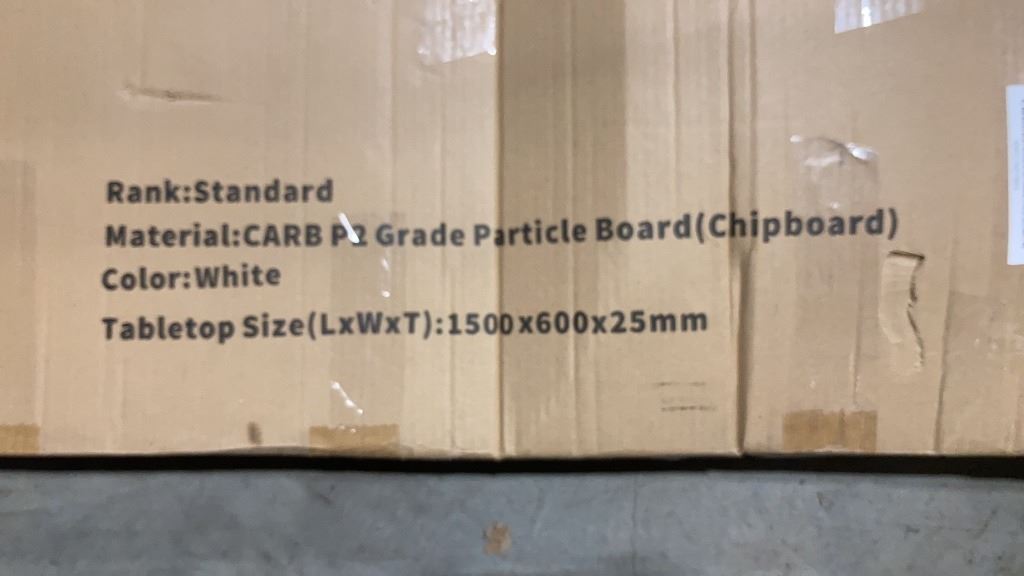 Rank:Standard
Material:CARB P2 Grade Particle Board(Chipboard)
Color:White
Tabletop Size(LxWxT):1500x600x25mm